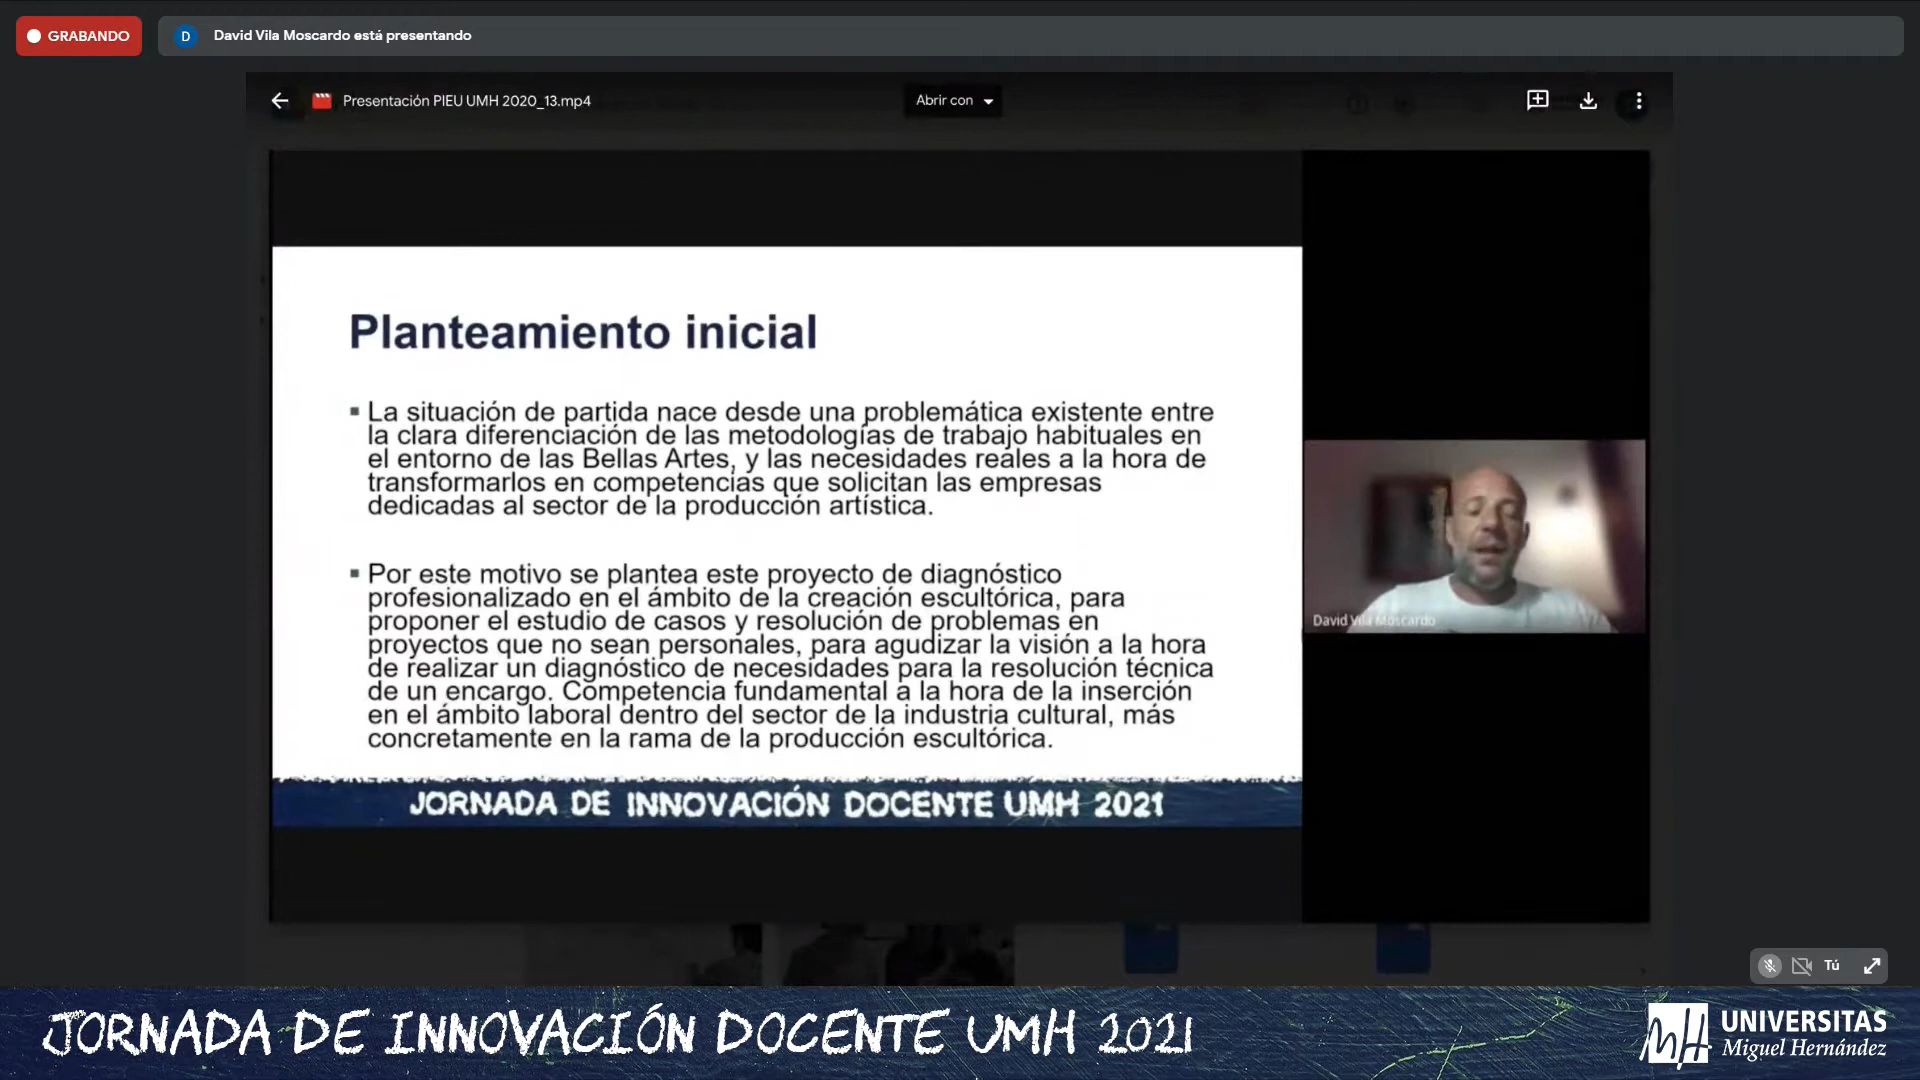 GRABANDO
D
David Vila Moscardo está presentando
Presentación PIEU UMH 2020_13.mp4
Abrir con
Planteamiento inicial
▪ La situación de partida nace desde una problemática existente entre
la clara diferenciación de las metodologías de trabajo habituales en
el entorno de las Bellas Artes, y las necesidades reales a la hora de
transformarlos en competencias que solicitan las empresas
dedicadas al sector de la producción artística.
▪ Por este motivo se plantea este proyecto de diagnóstico
profesionalizado en el ámbito de la creación escultórica, para
proponer el estudio de casos y resolución de problemas en
proyectos que no sean personales, para agudizar la visión a la hora
de realizar un diagnóstico de necesidades para la resolución técnica
de un encargo. Competencia fundamental a la hora de la inserción
en el ámbito laboral dentro del sector de la industria cultural, más
concretamente en la rama de la producción escultórica.
JORNADA DE INNOVACIÓN DOCENTE UMH 2021
David Vila Moscardo
Tú
JORNADA DE INNOVACIÓN DOCENTE UMH 2021
UNIVERSITAS
Miguel Hernández